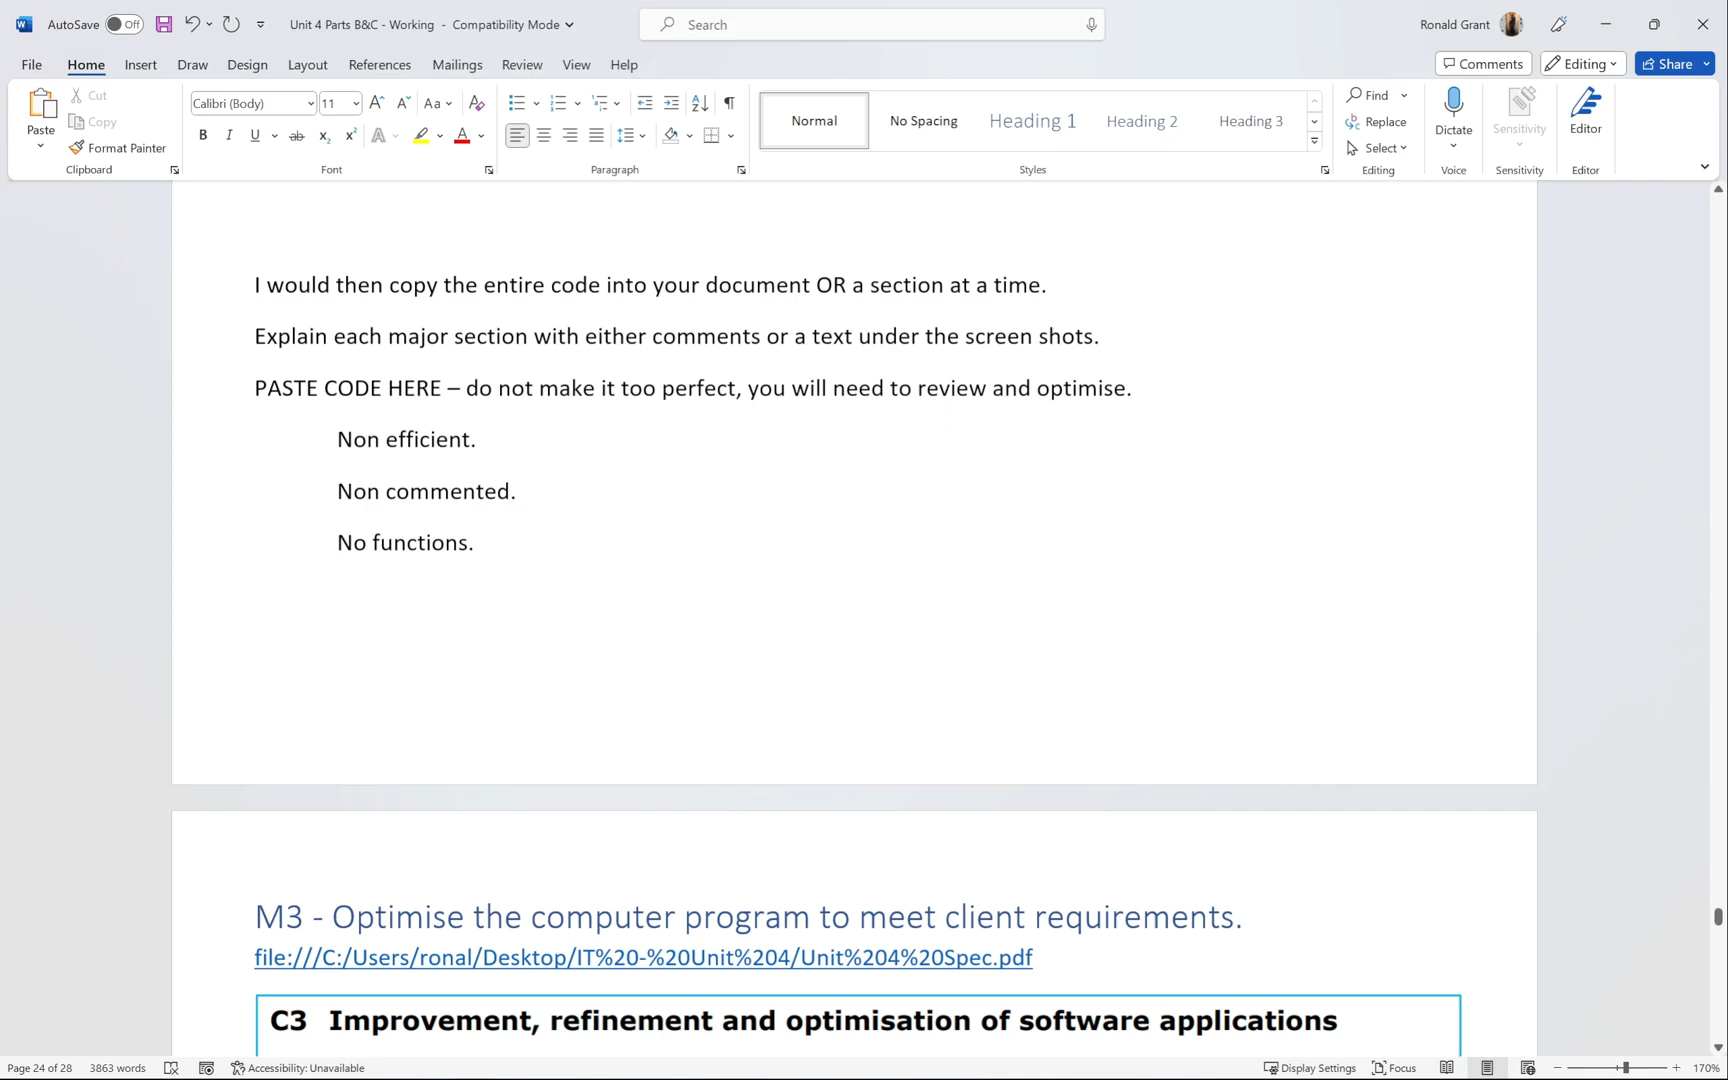 AutoSave Off Unit 4 Parts B&C - Working - Compatibility Mode Search Ronald Grant
File Home Insert Draw Design Layout References Mailings Review View Help Comments Editing Share
Paste Cut Copy Format Painter Clipboard
Calibri (Body) 11 Aa Font
Paragraph
Normal No Spacing Heading 1 Heading 2 Heading 3 Styles
Find Replace Select Editing
Dictate Voice
Sensitivity Sensitivity
Editor Editor
I would then copy the entire code into your document OR a section at a time.
Explain each major section with either comments or a text under the screen shots.
PASTE CODE HERE – do not make it too perfect, you will need to review and optimise.
Non efficient.
Non commented.
No functions.
M3 - Optimise the computer program to meet client requirements.
file:///C:/Users/ronal/Desktop/IT%20-%20Unit%204/Unit%204%20Spec.pdf
C3 Improvement, refinement and optimisation of software applications
Page 24 of 28 3863 words Accessibility: Unavailable Display Settings Focus 170%